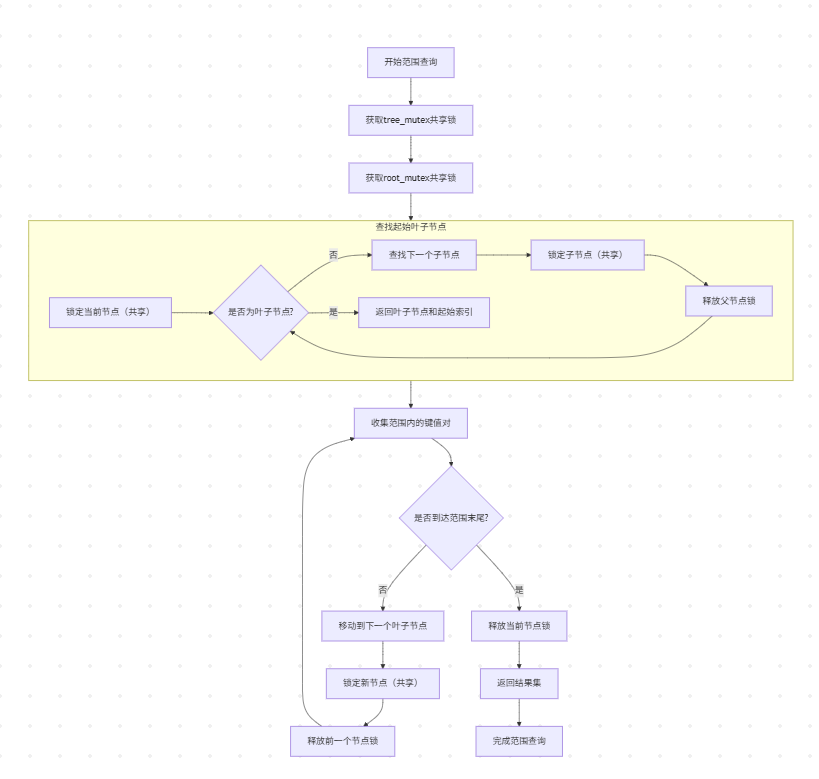 开始范围查询
获取tree_mutex共享锁
获取root_mutex共享锁
查找起始叶子节点
否
查找下一个子节点
锁定子节点（共享）
释放父节点锁
锁定当前节点（共享）
是否为叶子节点?
是
返回叶子节点和起始索引
收集范围内的键值对
是否到达范围末尾?
否
是
移动到下一个叶子节点
释放当前节点锁
锁定新节点（共享）
返回结果集
释放前一个节点锁
完成范围查询